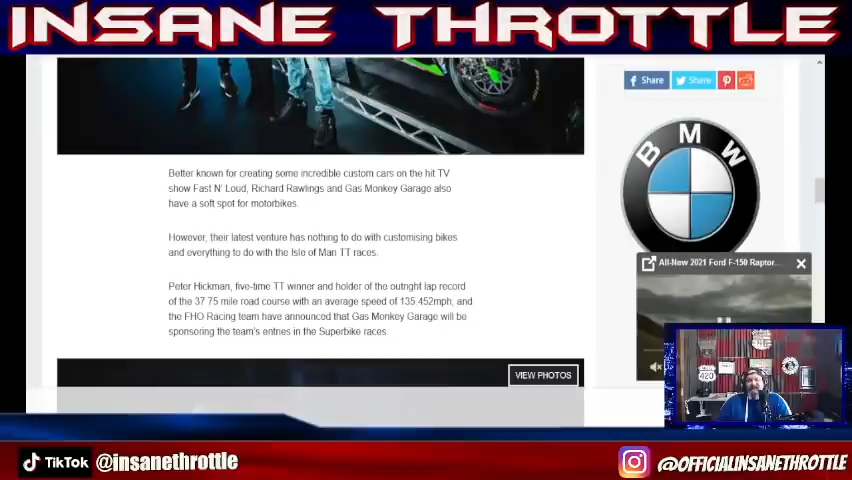 INSANE THROTTLE
Share
Share
BMW
Better known for creating some incredible custom cars on the hit TV
show Fast N' Loud, Richard Rawlings and Gas Monkey Garage also
have a soft spot for motorbikes.
However, their latest venture has nothing to do with customising bikes
and everything to do with the Isle of Man TT races.
All-New 2021 Ford F-150 Raptor...
Peter Hickman, five-time TT winner and holder of the outright lap record
of the 37.75 mile road course with an average speed of 135.452mph, and
the FHO Racing team have announced that Gas Monkey Garage will be
sponsoring the team's entries in the Superbike races.
VIEW PHOTOS
420
TikTok @insanethrottle
@OFFICIALINSANETHROTTLE